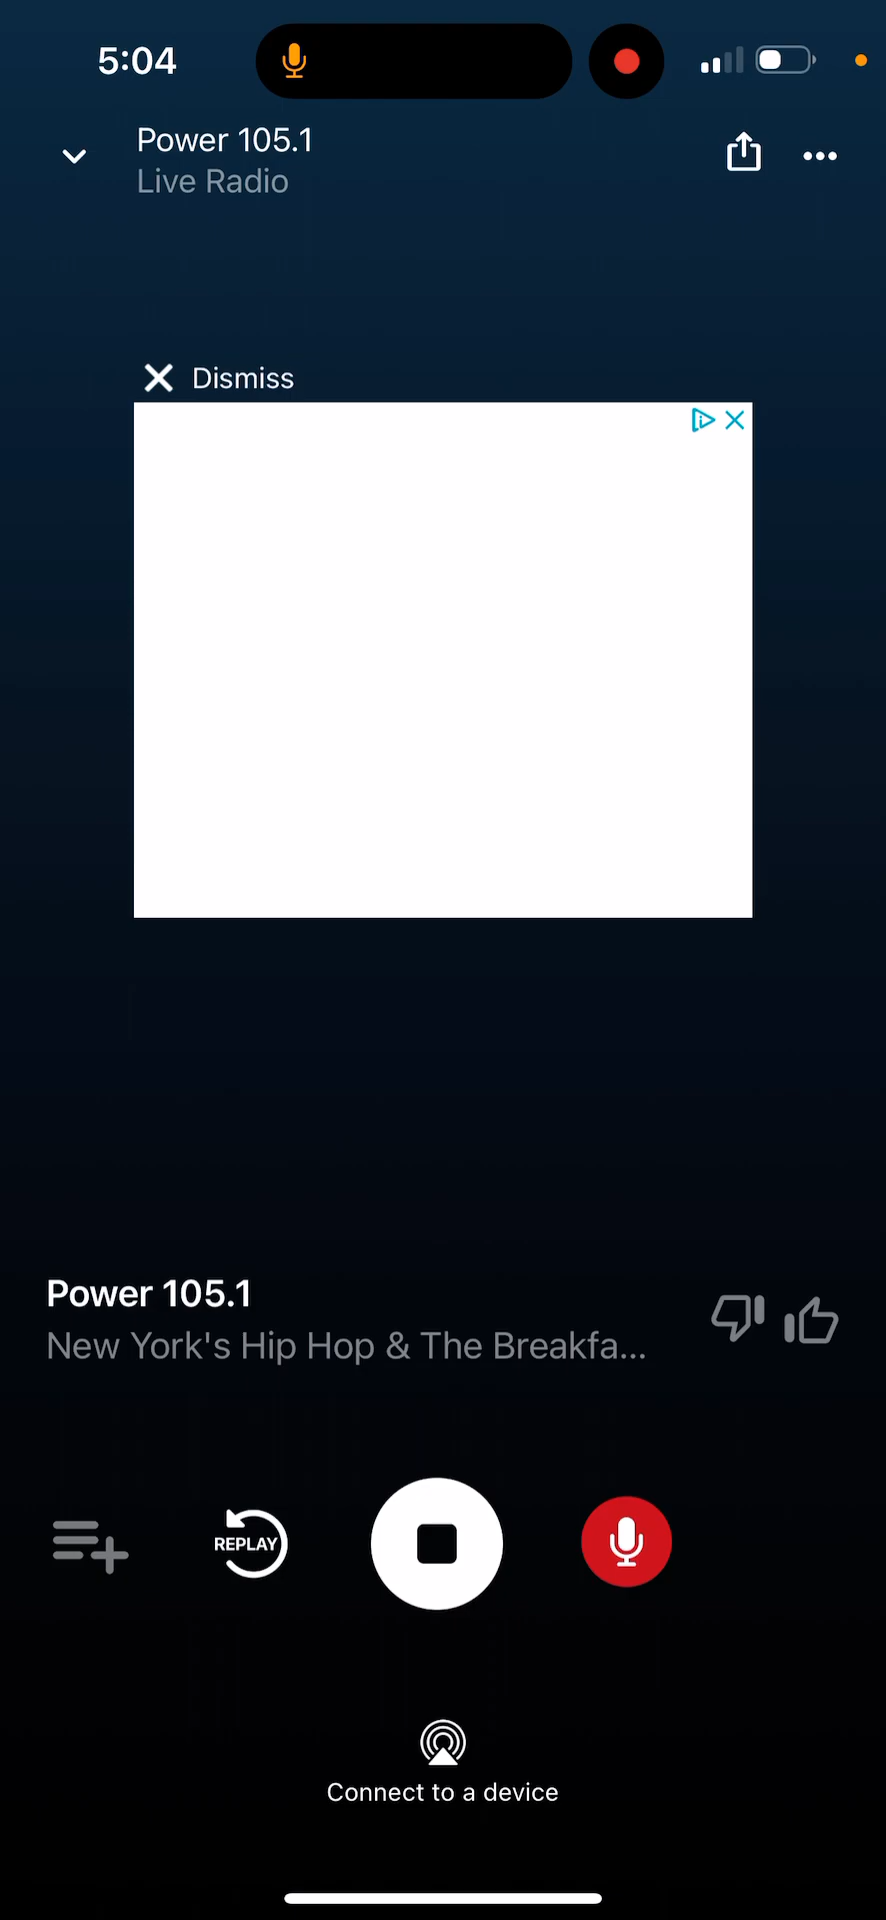 5:04
Power 105.1
Live Radio
Dismiss
Power 105.1
New York's Hip Hop & The Breakfa...
REPLAY
Connect to a device